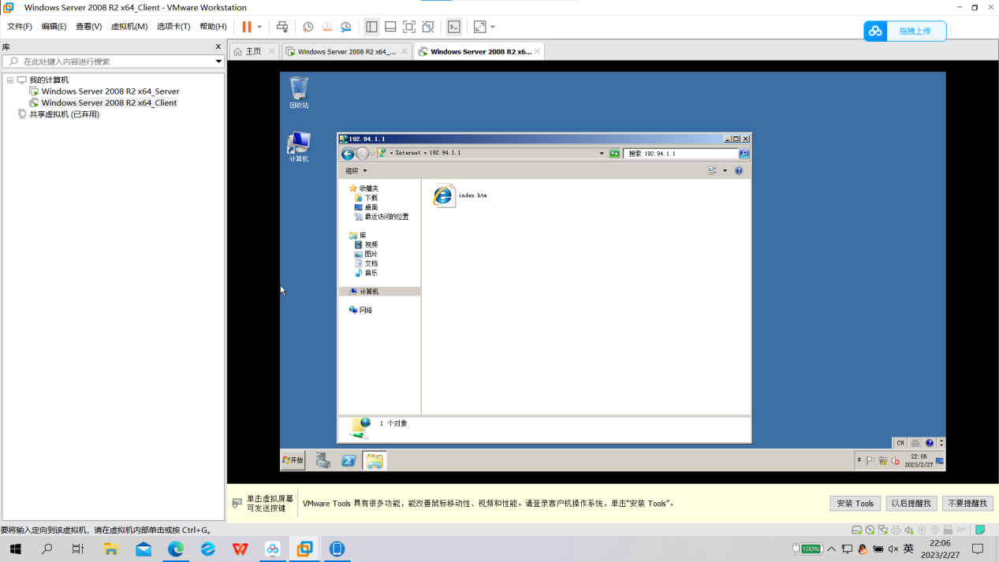 Windows Server 2008 R2 x64_Client - VMware Workstation
文件(F) 编辑(E) 查看(V) 虚拟机(M) 选项卡(T) 帮助(H)
拖拽上传
库
主页
Windows Server 2008 R2 x64_...
Windows Server 2008 R2 x6...
在此处键入内容进行搜索
我的计算机
Windows Server 2008 R2 x64_Server
Windows Server 2008 R2 x64_Client
共享虚拟机 (已弃用)
回收站
计算机
192.94.1.1
Internet 192.94.1.1
搜索 192.94.1.1
组织
收藏夹
下载
桌面
最近访问的位置
库
视频
图片
文档
音乐
计算机
网络
index.htm
1 个对象
CH
开始
22:06
2023/2/27
单击虚拟屏幕
可发送按键
VMware Tools 具有很多功能，能改善鼠标移动性、视频和性能。请登录客户机操作系统，单击“安装 Tools”。
安装 Tools
以后提醒我
不要提醒我
要将输入定向到该虚拟机，请在虚拟机内部单击或按 Ctrl+G。
100%
英
22:06
2023/2/27